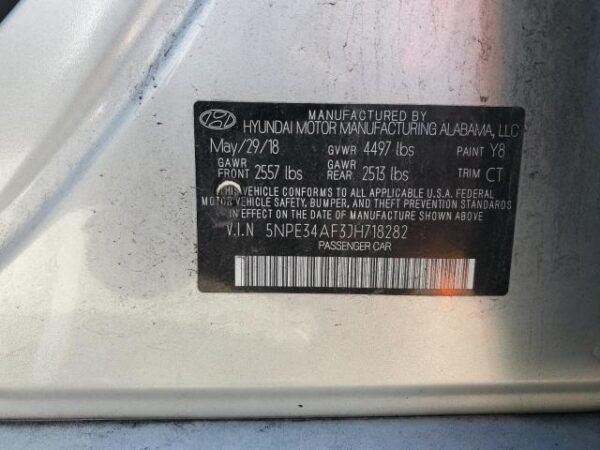 MANUFACTURED BY
HYUNDAI MOTOR MANUFACTURING ALABAMA, LLC
May/29/18 GVWR 4497 lbs PAINT Y8
GAWR FRONT 2557 lbs GAWR REAR 2513 lbs TRIM CT
THIS VEHICLE CONFORMS TO ALL APPLICABLE U.S.A. FEDERAL
MOTOR VEHICLE SAFETY, BUMPER, AND THEFT PREVENTION STANDARDS
IN EFFECT ON THE DATE OF MANUFACTURE SHOWN ABOVE
V.I.N 5NPE34AF3JH718282
PASSENGER CAR